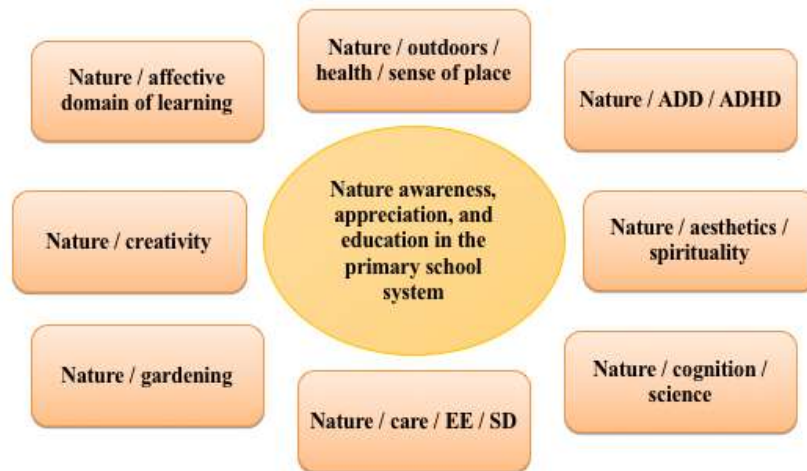 Nature / affective
domain of learning
Nature / outdoors /
health / sense of place
Nature / ADD / ADHD
Nature awareness,
appreciation, and
education in the
primary school
system
Nature / creativity
Nature / aesthetics /
spirituality
Nature / gardening
Nature / care / EE / SD
Nature / cognition /
science